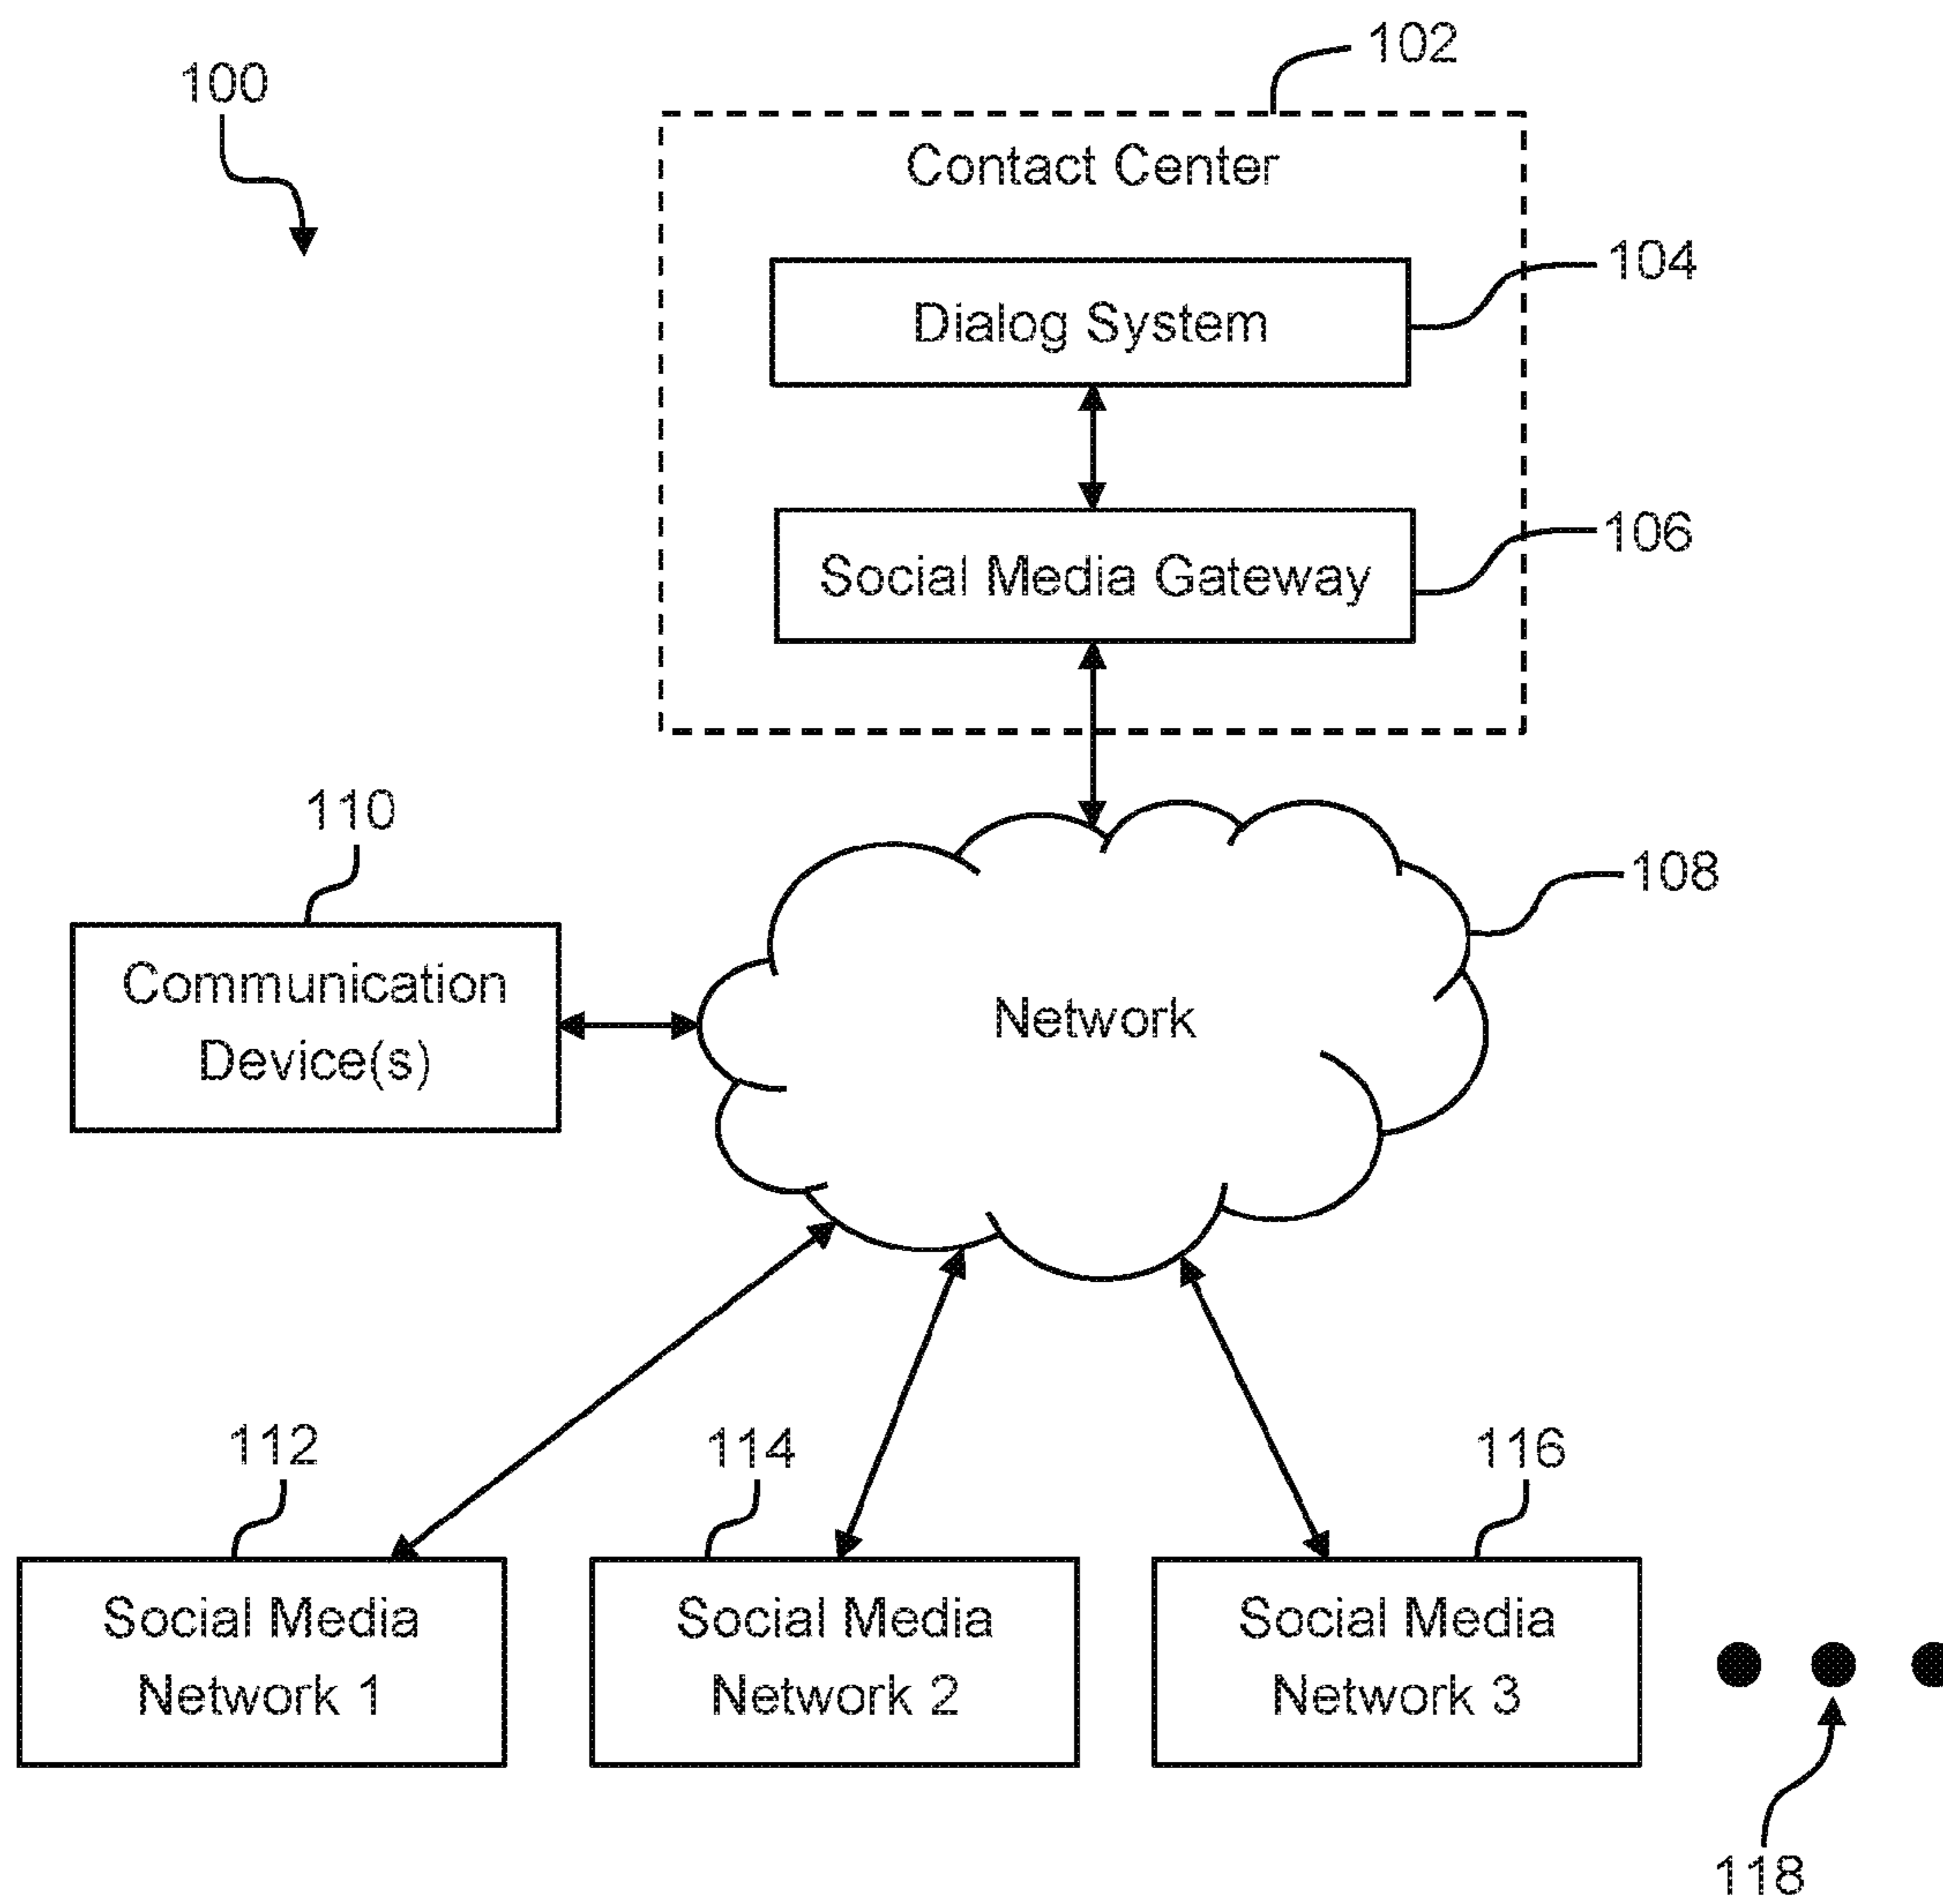 102
100
Contact Center
104
Dialog System
106
Social Media Gateway
110
108
Communication
Device(s)
Network
112
114
116
Social Media
Network 1
Social Media
Network 2
Social Media
Network 3
118